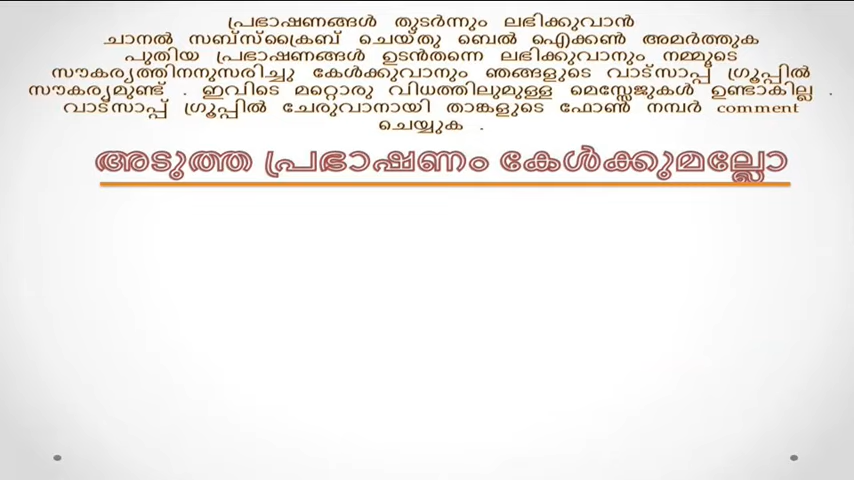 പ്രഭാഷണങ്ങൾ തുടർന്നും ലഭിക്കുവാൻ
ചാനൽ സബ്സ്ക്രൈബ് ചെയ്തു ബെൽ ഐക്കൺ അമർത്തുക
പുതിയ പ്രഭാഷണങ്ങൾ ഉടൻതന്നെ ലഭിക്കുവാനും നമ്മുടെ
സൗകര്യത്തിനനുസരിച്ചു കേൾക്കുവാനും ഞങ്ങളുടെ വാട്സാപ്പ് ഗ്രൂപ്പിൽ
സൗകര്യമുണ്ട് . ഇവിടെ മറ്റൊരു വിധത്തിലുമുള്ള മെസ്സേജുകൾ ഉണ്ടാകില്ല .
വാട്സാപ്പ് ഗ്രൂപ്പിൽ ചേരുവാനായി താങ്കളുടെ ഫോൺ നമ്പർ comment
ചെയ്യുക .
അടുത്ത പ്രഭാഷണം കേൾക്കുമല്ലോ